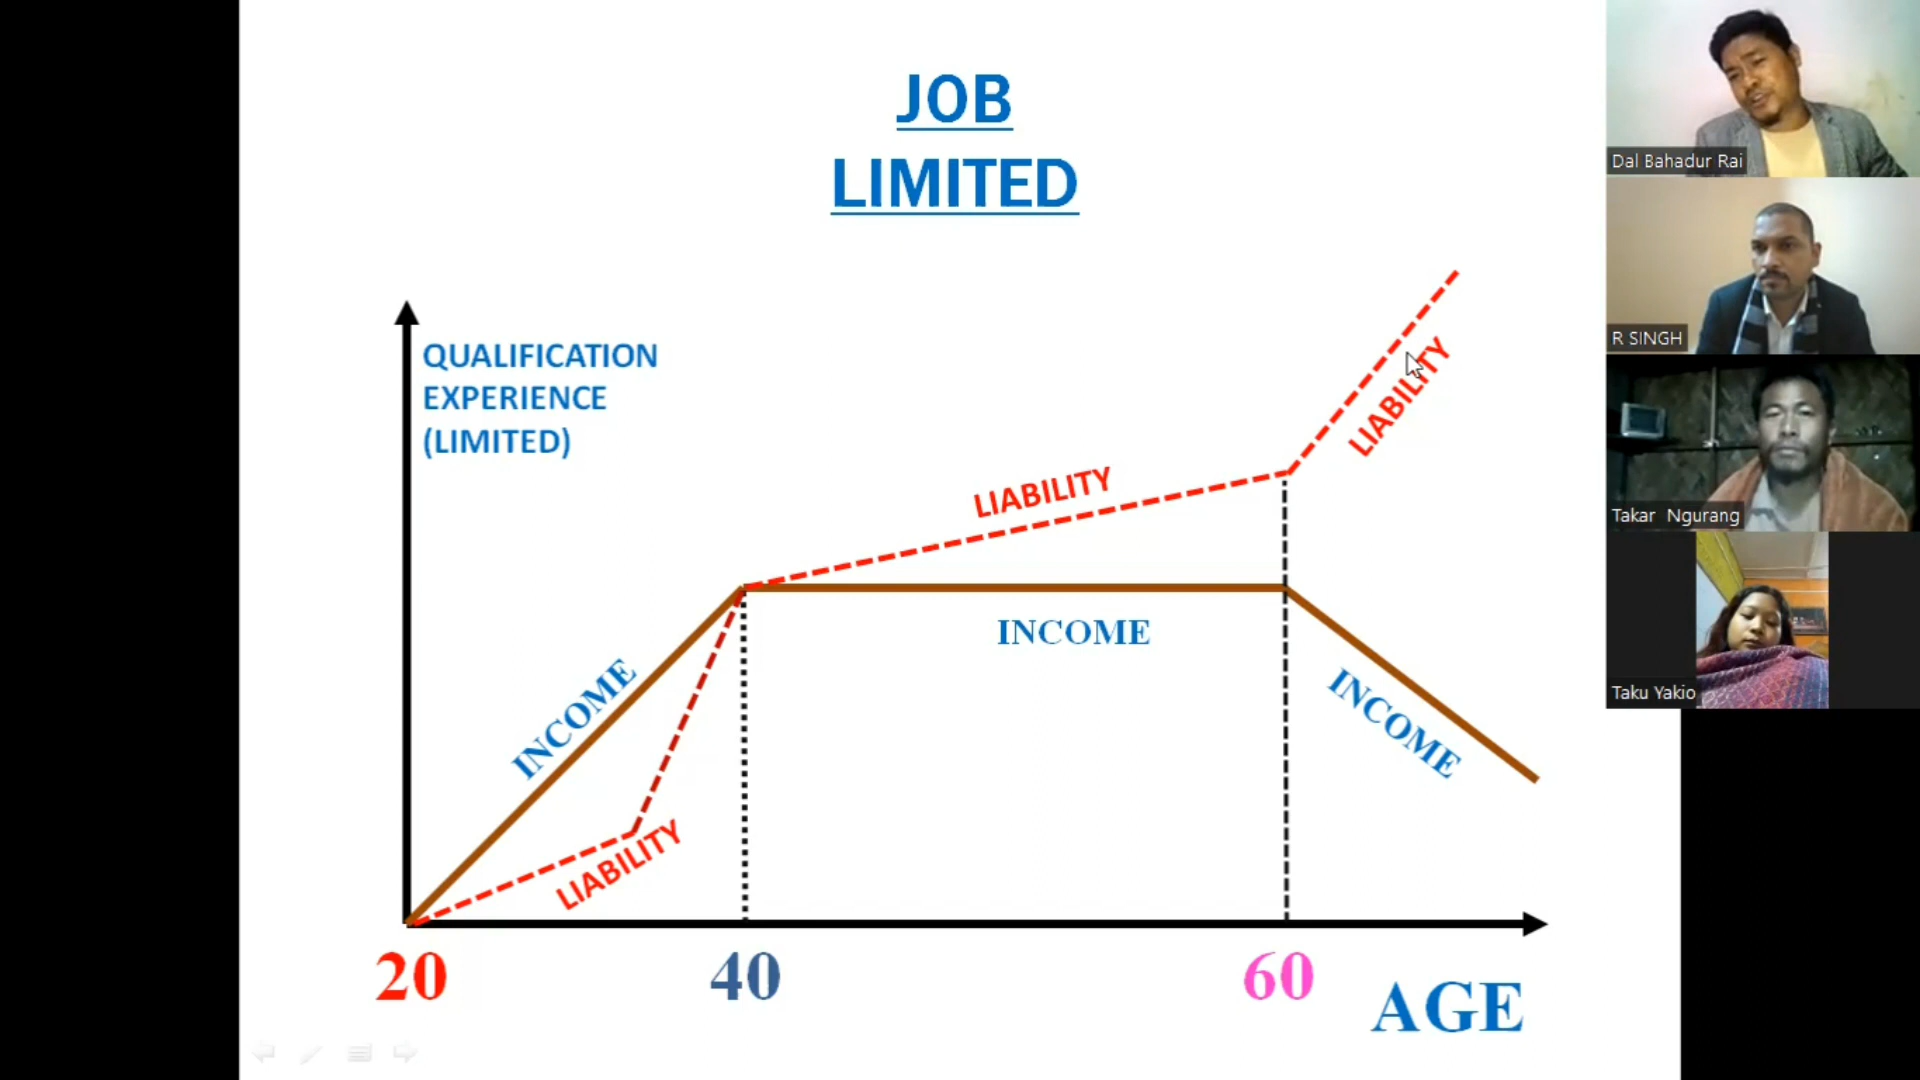 JOB
LIMITED
QUALIFICATION
EXPERIENCE
(LIMITED)
LIABILITY
LIABILITY
INCOME
INCOME
INCOME
LIABILITY
20
40
60
AGE
Dal Bahadur Rai
R SINGH
Takar Ngurang
Taku Yakio